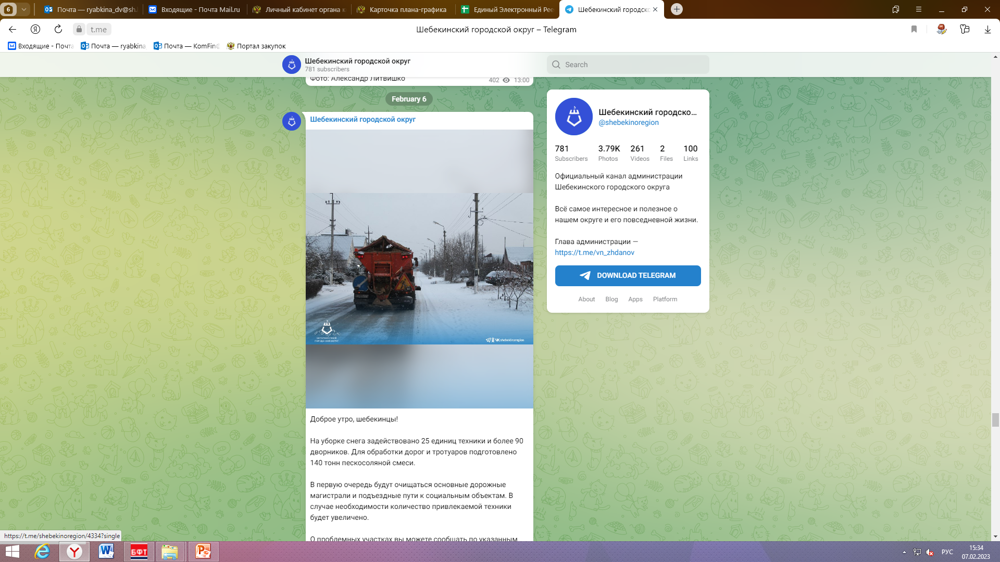 6
Почта — ryabkina_dv@sh.
Входящие - Почта Mail.ru
Личный кабинет органа к
Карточка плана-графика
Единый Электронный Рее
Шебекинский городско
t.me
Шебекинский городской округ – Telegram
Входящие - Почта
Почта — ryabkina
Почта — KomFin@
Портал закупок
Шебекинский городской округ
781 subscribers
Search
Фото: Александр Литвишко
402 13:00
February 6
Шебекинский городской округ
shebekinoregion
Доброе утро, шебекинцы!
На уборке снега задействовано 25 единиц техники и более 90
дворников. Для обработки дорог и тротуаров подготовлено
140 тонн пескосоляной смеси.
В первую очередь будут очищаться основные дорожные
магистрали и подъездные пути к социальным объектам. В
случае необходимости количество привлекаемой техники
будет увеличено.
О проблемных участках вы можете сообщать по указанным
Шебекинский городско...
@shebekinoregion
781 3.79K 261 2 100
Subscribers Photos Videos Files Links
Официальный канал администрации
Шебекинского городского округа
Всё самое интересное и полезное о
нашем округе и его повседневной жизни.
Глава администрации —
https://t.me/vn_zhdanov
DOWNLOAD TELEGRAM
About Blog Apps Platform
https://t.me/shebekinoregion/4334?single
БФТ
РУС
15:34
07.02.2023